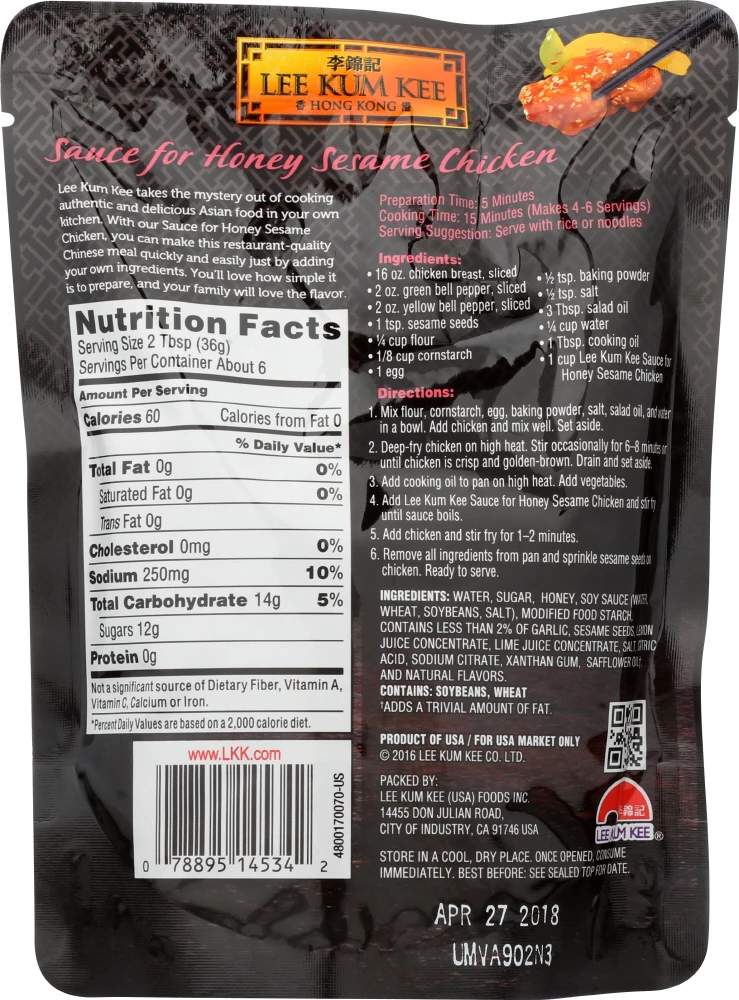 李錦記
LEE KUM KEE
香 HONG KONG 港
Sauce for Honey Sesame Chicken
Lee Kum Kee takes the mystery out of cooking
authentic and delicious Asian food in your own
kitchen. With our Sauce for Honey Sesame
Chicken, you can make this restaurant-quality
Chinese meal quickly and easily just by adding
your own ingredients. You'll love how simple it
is to prepare, and your family will love the flavor.
Nutrition Facts
Serving Size 2 Tbsp (36g)
Servings Per Container About 6
Amount Per Serving
Calories 60 Calories from Fat 0
% Daily Value*
Total Fat 0g 0%
Saturated Fat 0g 0%
Trans Fat 0g
Cholesterol 0mg 0%
Sodium 250mg 10%
Total Carbohydrate 14g 5%
Sugars 12g
Protein 0g
Not a significant source of Dietary Fiber, Vitamin A,
Vitamin C, Calcium or Iron.
*Percent Daily Values are based on a 2,000 calorie diet.
www.LKK.com
0 78895 14534 2
4800170070-US
Preparation Time: 5 Minutes
Cooking Time: 15 Minutes (Makes 4-6 Servings)
Serving Suggestion: Serve with rice or noodles
Ingredients:
• 16 oz. chicken breast, sliced
• 2 oz. green bell pepper, sliced
• 2 oz. yellow bell pepper, sliced
• 1 tsp. sesame seeds
• ¼ cup flour
• 1/8 cup cornstarch
• 1 egg
• ½ tsp. baking powder
• ½ tsp. salt
• 3 Tbsp. salad oil
• ¼ cup water
• 1 Tbsp. cooking oil
• 1 cup Lee Kum Kee Sauce for
Honey Sesame Chicken
Directions:
1. Mix flour, cornstarch, egg, baking powder, salt, salad oil, and water
in a bowl. Add chicken and mix well. Set aside.
2. Deep-fry chicken on high heat. Stir occasionally for 6–8 minutes or
until chicken is crisp and golden-brown. Drain and set aside.
3. Add cooking oil to pan on high heat. Add vegetables.
4. Add Lee Kum Kee Sauce for Honey Sesame Chicken and stir fry
until sauce boils.
5. Add chicken and stir fry for 1–2 minutes.
6. Remove all ingredients from pan and sprinkle sesame seeds on
chicken. Ready to serve.
INGREDIENTS: WATER, SUGAR, HONEY, SOY SAUCE (WATER,
WHEAT, SOYBEANS, SALT), MODIFIED FOOD STARCH.
CONTAINS LESS THAN 2% OF GARLIC, SESAME SEEDS, LEMON
JUICE CONCENTRATE, LIME JUICE CONCENTRATE, SALT, CITRIC
ACID, SODIUM CITRATE, XANTHAN GUM, SAFFLOWER OIL†,
AND NATURAL FLAVORS.
CONTAINS: SOYBEANS, WHEAT
†ADDS A TRIVIAL AMOUNT OF FAT.
PRODUCT OF USA / FOR USA MARKET ONLY
© 2016 LEE KUM KEE CO. LTD.
PACKED BY:
LEE KUM KEE (USA) FOODS INC.
14455 DON JULIAN ROAD,
CITY OF INDUSTRY, CA 91746 USA
錦記
LEE KUM KEE ®
STORE IN A COOL, DRY PLACE. ONCE OPENED, CONSUME
IMMEDIATELY. BEST BEFORE: SEE SEALED TOP FOR DATE.
APR 27 2018
UMVA902N3